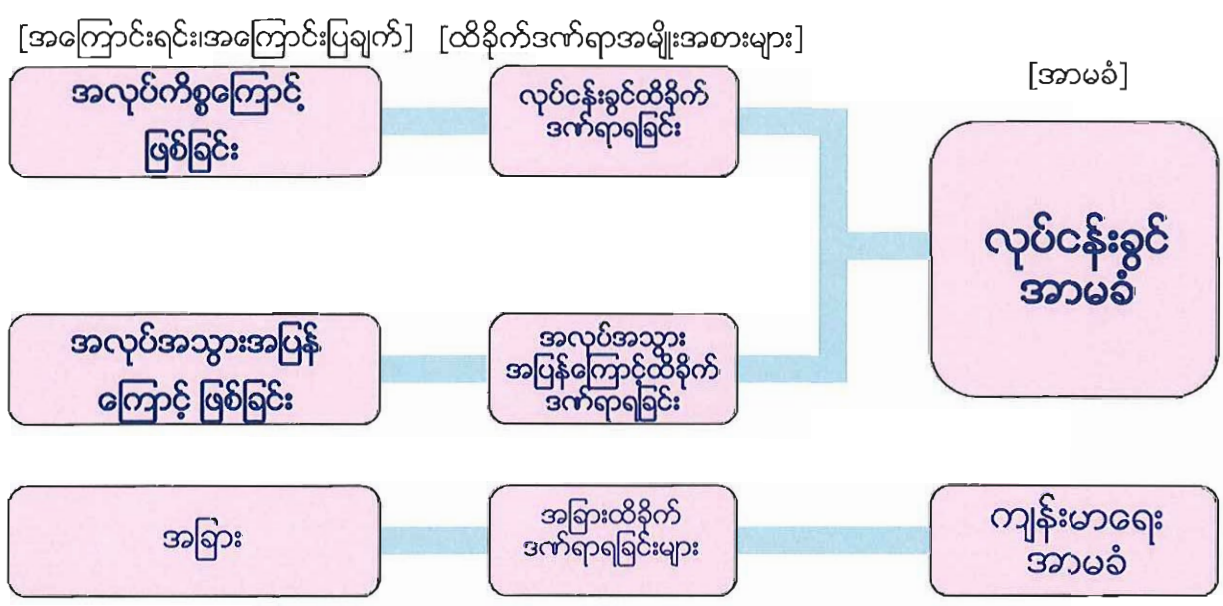 [အကြောင်းရင်း၊အကြောင်းပြချက်] [ထိခိုက်ဒဏ်ရာအမျိုးအစားများ]
[အာမခံ]
အလုပ်ကိစ္စကြောင့်
ဖြစ်ခြင်း
လုပ်ငန်းခွင်ထိခိုက်
ဒဏ်ရာရခြင်း
လုပ်ငန်းခွင်
အာမခံ
အလုပ်အသွားအပြန်
ကြောင့် ဖြစ်ခြင်း
အလုပ်အသွား
အပြန်ကြောင့်ထိခိုက်
ဒဏ်ရာရခြင်း
အခြား
အခြားထိခိုက်
ဒဏ်ရာရခြင်းများ
ကျန်းမာရေး
အာမခံ